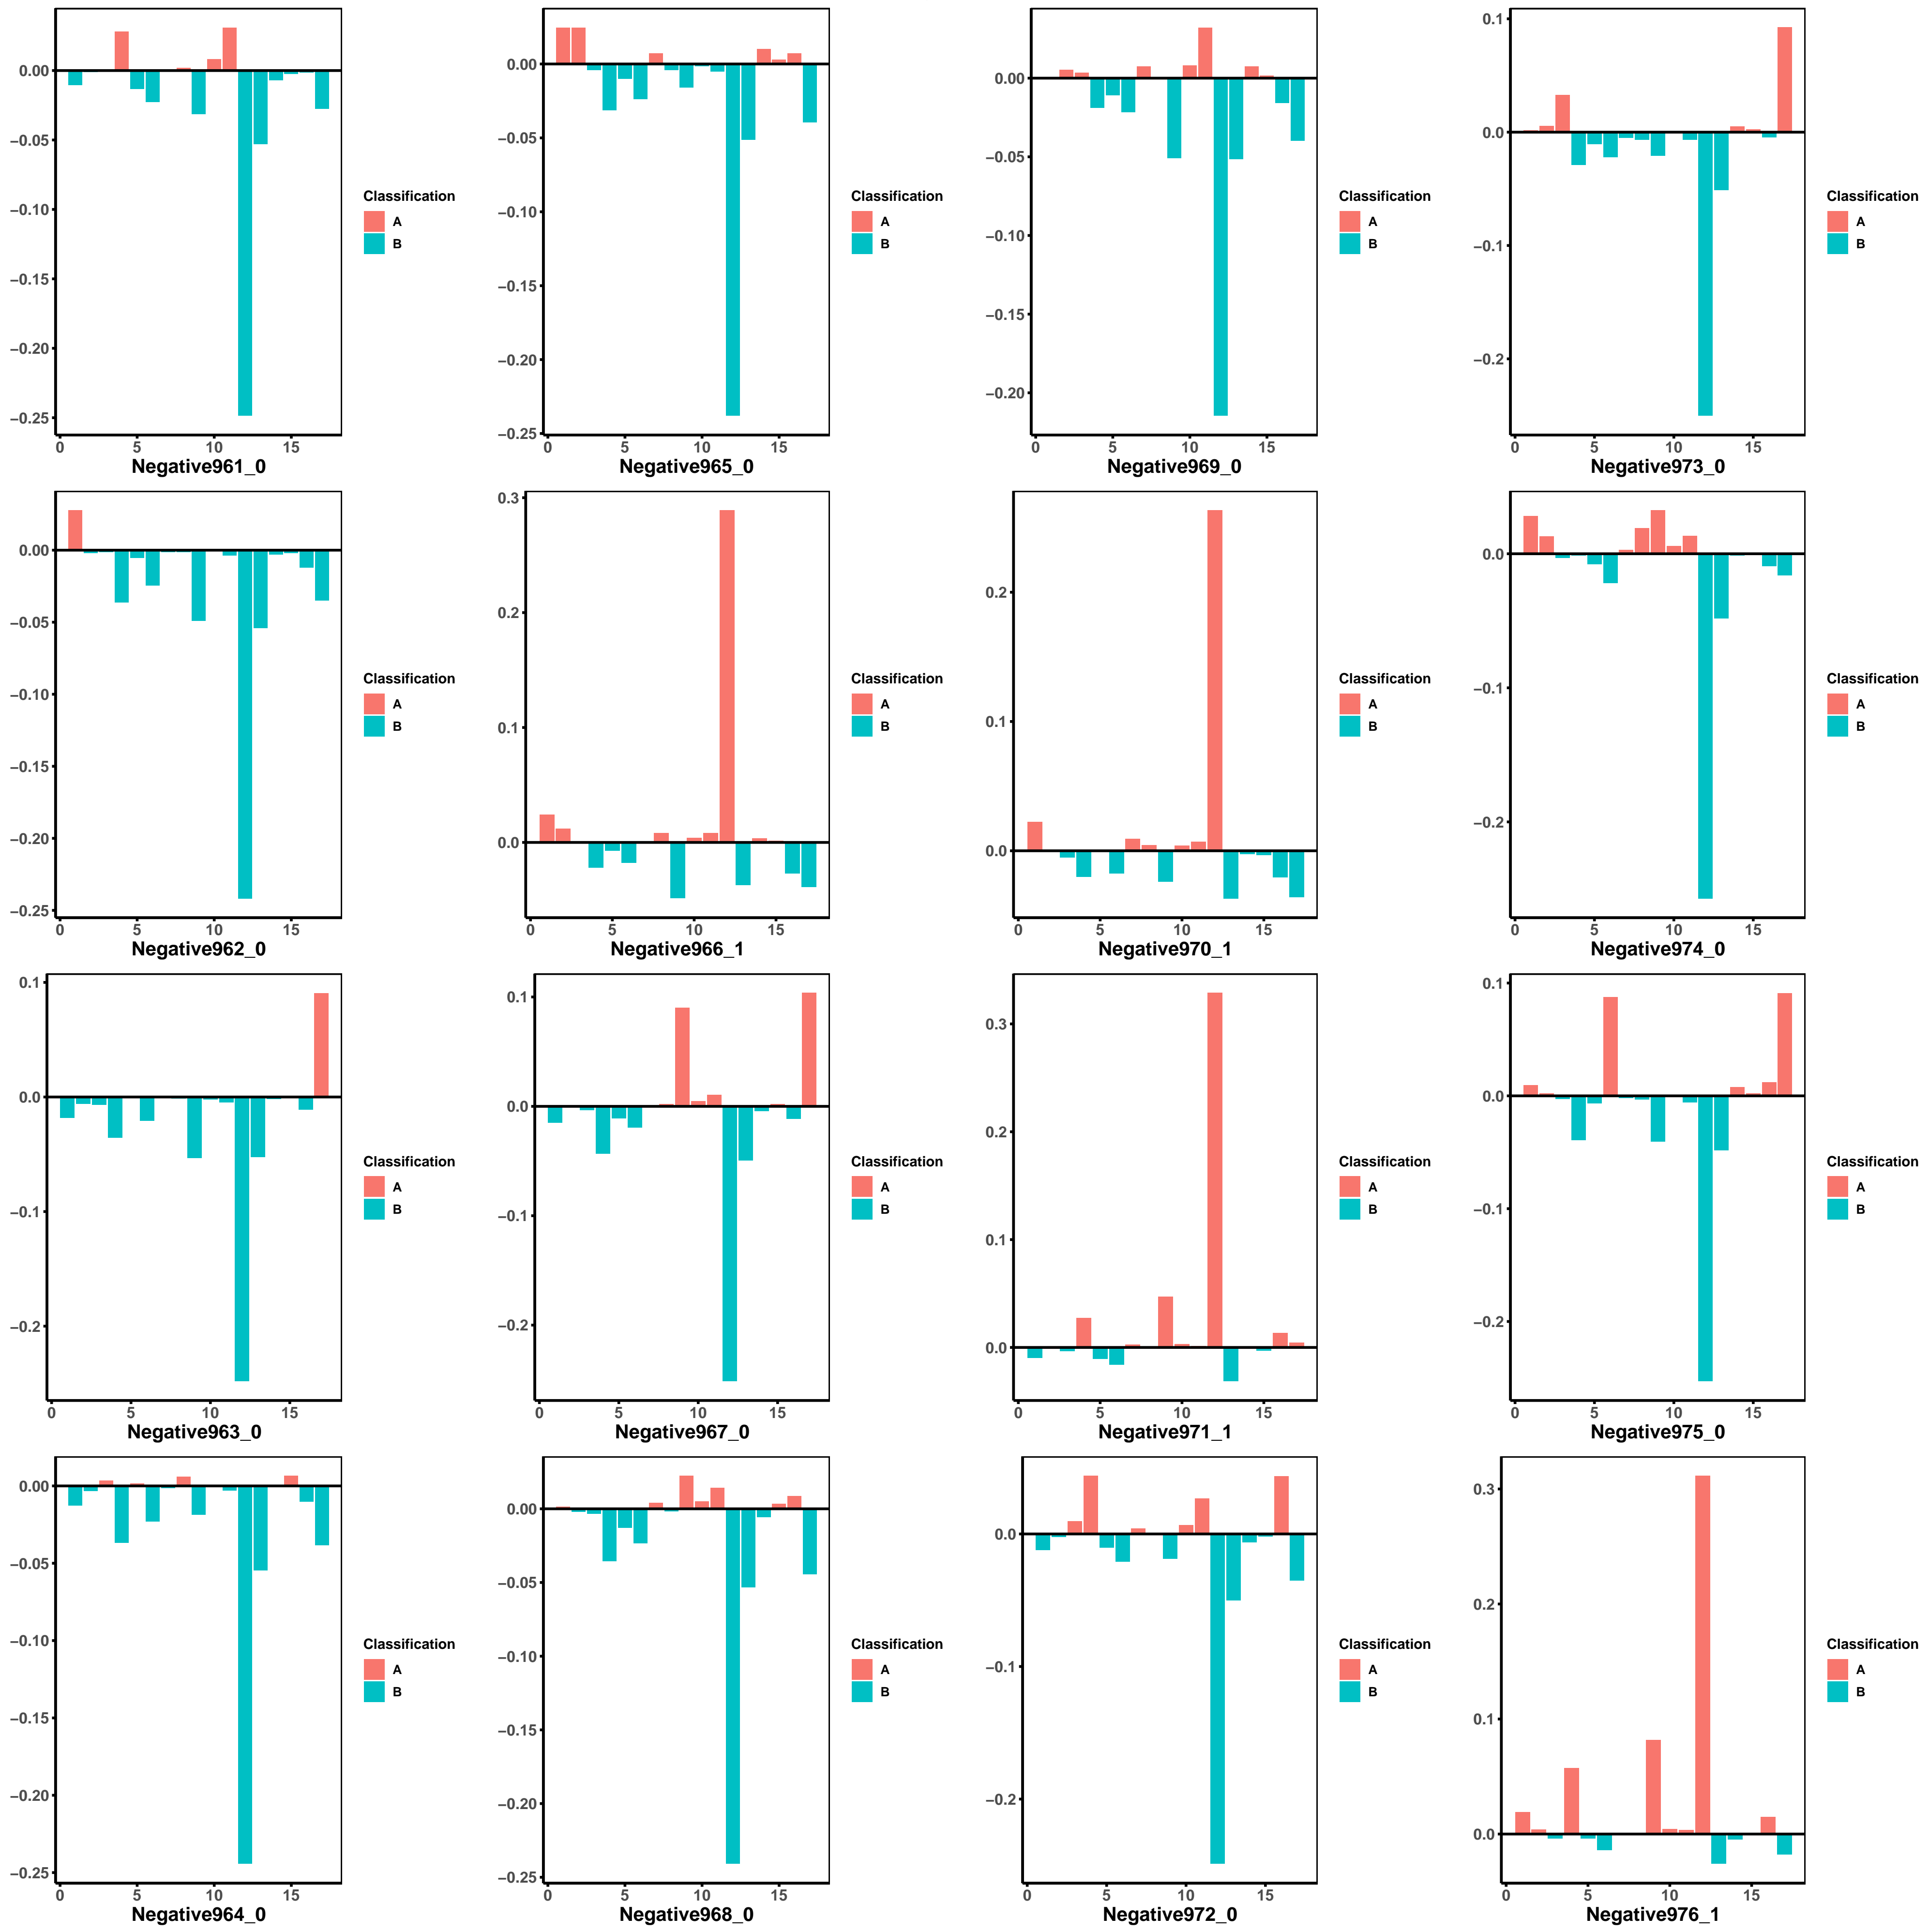 0.00
−0.05
−0.10
−0.15
−0.20
−0.25
0 5 10 15
Negative961_0
Classification
A
B
0.00
−0.05
−0.10
−0.15
−0.20
−0.25
0 5 10 15
Negative965_0
Classification
A
B
0.00
−0.05
−0.10
−0.15
−0.20
0 5 10 15
Negative969_0
Classification
A
B
0.1
0.0
−0.1
−0.2
0 5 10 15
Negative973_0
Classification
A
B
0.00
−0.05
−0.10
−0.15
−0.20
−0.25
0 5 10 15
Negative962_0
Classification
A
B
0.3
0.2
0.1
0.0
0 5 10 15
Negative966_1
Classification
A
B
0.2
0.1
0.0
0 5 10 15
Negative970_1
Classification
A
B
0.0
−0.1
−0.2
0 5 10 15
Negative974_0
Classification
A
B
0.1
0.0
−0.1
−0.2
0 5 10 15
Negative963_0
Classification
A
B
0.1
0.0
−0.1
−0.2
0 5 10 15
Negative967_0
Classification
A
B
0.3
0.2
0.1
0.0
0 5 10 15
Negative971_1
Classification
A
B
0.1
0.0
−0.1
−0.2
0 5 10 15
Negative975_0
Classification
A
B
0.00
−0.05
−0.10
−0.15
−0.20
−0.25
0 5 10 15
Negative964_0
Classification
A
B
0.00
−0.05
−0.10
−0.15
−0.20
−0.25
0 5 10 15
Negative968_0
Classification
A
B
0.0
−0.1
−0.2
0 5 10 15
Negative972_0
Classification
A
B
0.3
0.2
0.1
0.0
0 5 10 15
Negative976_1
Classification
A
B